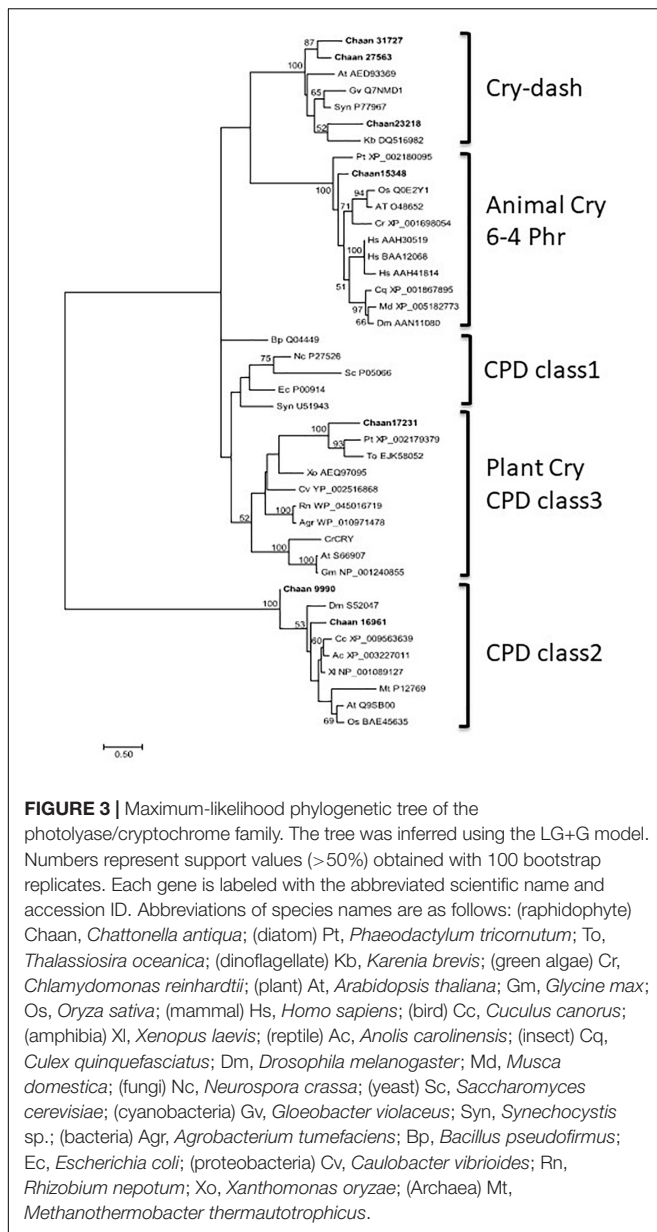 87
Chaan 31727
Chaan 27563
100
At AED93369
65
Gv Q7NMD1
Syn P77967
Chaan23218
52
Kb DQ516982
Cry-dash
Pt XP_002180095
100
Chaan15348
94
Os Q0E2Y1
71
AT O48652
Cr XP_001698054
Hs AAH30519
100
Hs BAA12068
Hs AAH41814
51
Cq XP_001867895
97
Md XP_005182773
66
Dm AAN11080
Animal Cry
6-4 Phr
Bp Q04449
75
Nc P27526
Sc P05066
Ec P00914
Syn U51943
CPD class1
Chaan17231
100
Pt XP_002179379
93
To EJK58052
Xo AEQ97095
Cv YP_002516868
Rn WP_045016719
100
Agr WP_010971478
52
CrCRY
100
At S66907
100
Gm NP_001240855
Plant Cry
CPD class3
Chaan 9990
100
Dm S52047
53
Chaan 16961
60
Cc XP_009563639
Ac XP_003227011
Xl NP_001089127
Mt P12769
At Q9SB00
69
Os BAE45635
CPD class2
0.50
FIGURE 3 | Maximum-likelihood phylogenetic tree of the
photolyase/cryptochrome family. The tree was inferred using the LG+G model.
Numbers represent support values (>50%) obtained with 100 bootstrap
replicates. Each gene is labeled with the abbreviated scientific name and
accession ID. Abbreviations of species names are as follows: (raphidophyte)
Chaan, Chattonella antiqua; (diatom) Pt, Phaeodactylum tricornutum; To,
Thalassiosira oceanica; (dinoflagellate) Kb, Karenia brevis; (green algae) Cr,
Chlamydomonas reinhardtii; (plant) At, Arabidopsis thaliana; Gm, Glycine max;
Os, Oryza sativa; (mammal) Hs, Homo sapiens; (bird) Cc, Cuculus canorus;
(amphibia) Xl, Xenopus laevis; (reptile) Ac, Anolis carolinensis; (insect) Cq,
Culex quinquefasciatus; Dm, Drosophila melanogaster; Md, Musca
domestica; (fungi) Nc, Neurospora crassa; (yeast) Sc, Saccharomyces
cerevisiae; (cyanobacteria) Gv, Gloeobacter violaceus; Syn, Synechocystis
sp.; (bacteria) Agr, Agrobacterium tumefaciens; Bp, Bacillus pseudofirmus;
Ec, Escherichia coli; (proteobacteria) Cv, Caulobacter vibrioides; Rn,
Rhizobium nepotum; Xo, Xanthomonas oryzae; (Archaea) Mt,
Methanothermobacter thermautotrophicus.